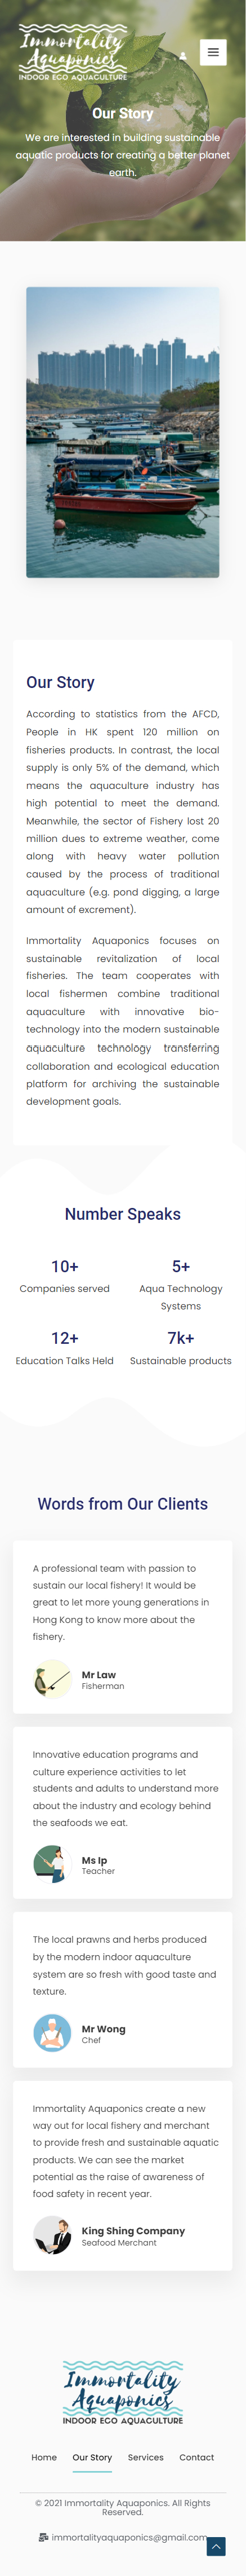 Immortality
Aquaponics
INDOOR ECO AQUACULTURE
Our Story
We are interested in building sustainable
aquatic products for creating a better planet
earth.
Our Story
According to statistics from the AFCD,
People in HK spent 120 million on
fisheries products. In contrast, the local
supply is only 5% of the demand, which
means the aquaculture industry has
high potential to meet the demand.
Meanwhile, the sector of Fishery lost 20
million dues to extreme weather, come
along with heavy water pollution
caused by the process of traditional
aquaculture (e.g. pond digging, a large
amount of excrement).
Immortality Aquaponics focuses on
sustainable revitalization of local
fisheries. The team cooperates with
local fishermen combine traditional
aquaculture with innovative bio-
technology into the modern sustainable
aquaculture technology transferring
collaboration and ecological education
platform for archiving the sustainable
development goals.
Number Speaks
10+
Companies served
5+
Aqua Technology
Systems
12+
Education Talks Held
7k+
Sustainable products
Words from Our Clients
A professional team with passion to
sustain our local fishery! It would be
great to let more young generations in
Hong Kong to know more about the
fishery.
Mr Law
Fisherman
Innovative education programs and
culture experience activities to let
students and adults to understand more
about the industry and ecology behind
the seafoods we eat.
Ms Ip
Teacher
The local prawns and herbs produced
by the modern indoor aquaculture
system are so fresh with good taste and
texture.
Mr Wong
Chef
Immortality Aquaponics create a new
way out for local fishery and merchant
to provide fresh and sustainable aquatic
products. We can see the market
potential as the raise of awareness of
food safety in recent year.
King Shing Company
Seafood Merchant
Immortality
Aquaponics
INDOOR ECO AQUACULTURE
Home Our Story Services Contact
© 2021 Immortality Aquaponics. All Rights
Reserved.
immortalityaquaponics@gmail.com